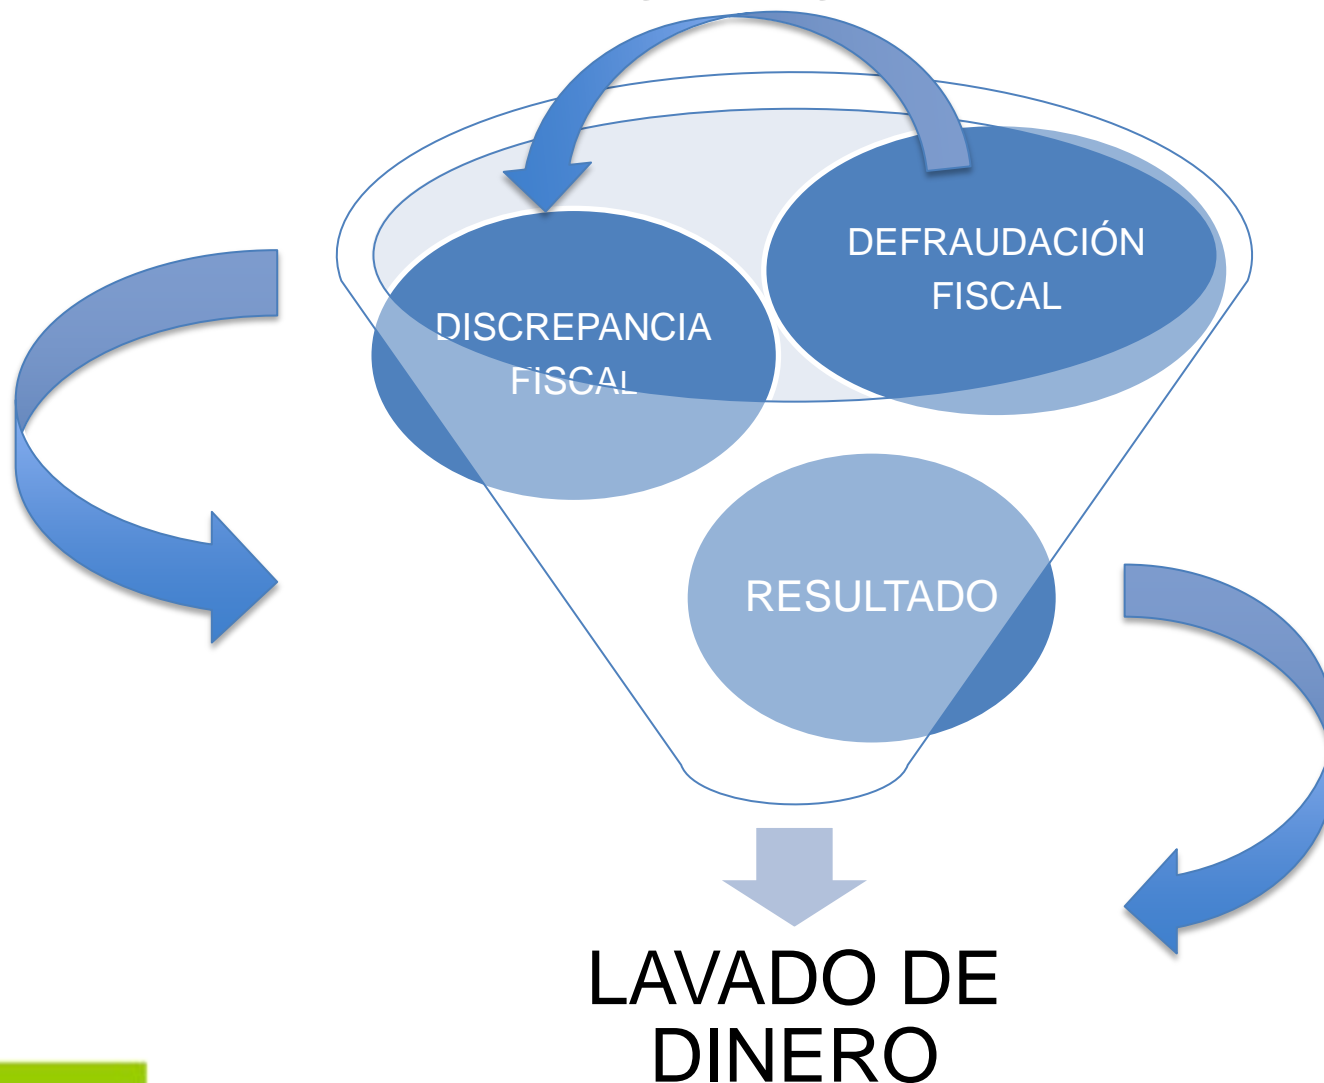 DEFRAUDACIÓN
FISCAL
DISCREPANCIA
FISCAL
RESULTADO
LAVADO DE
DINERO